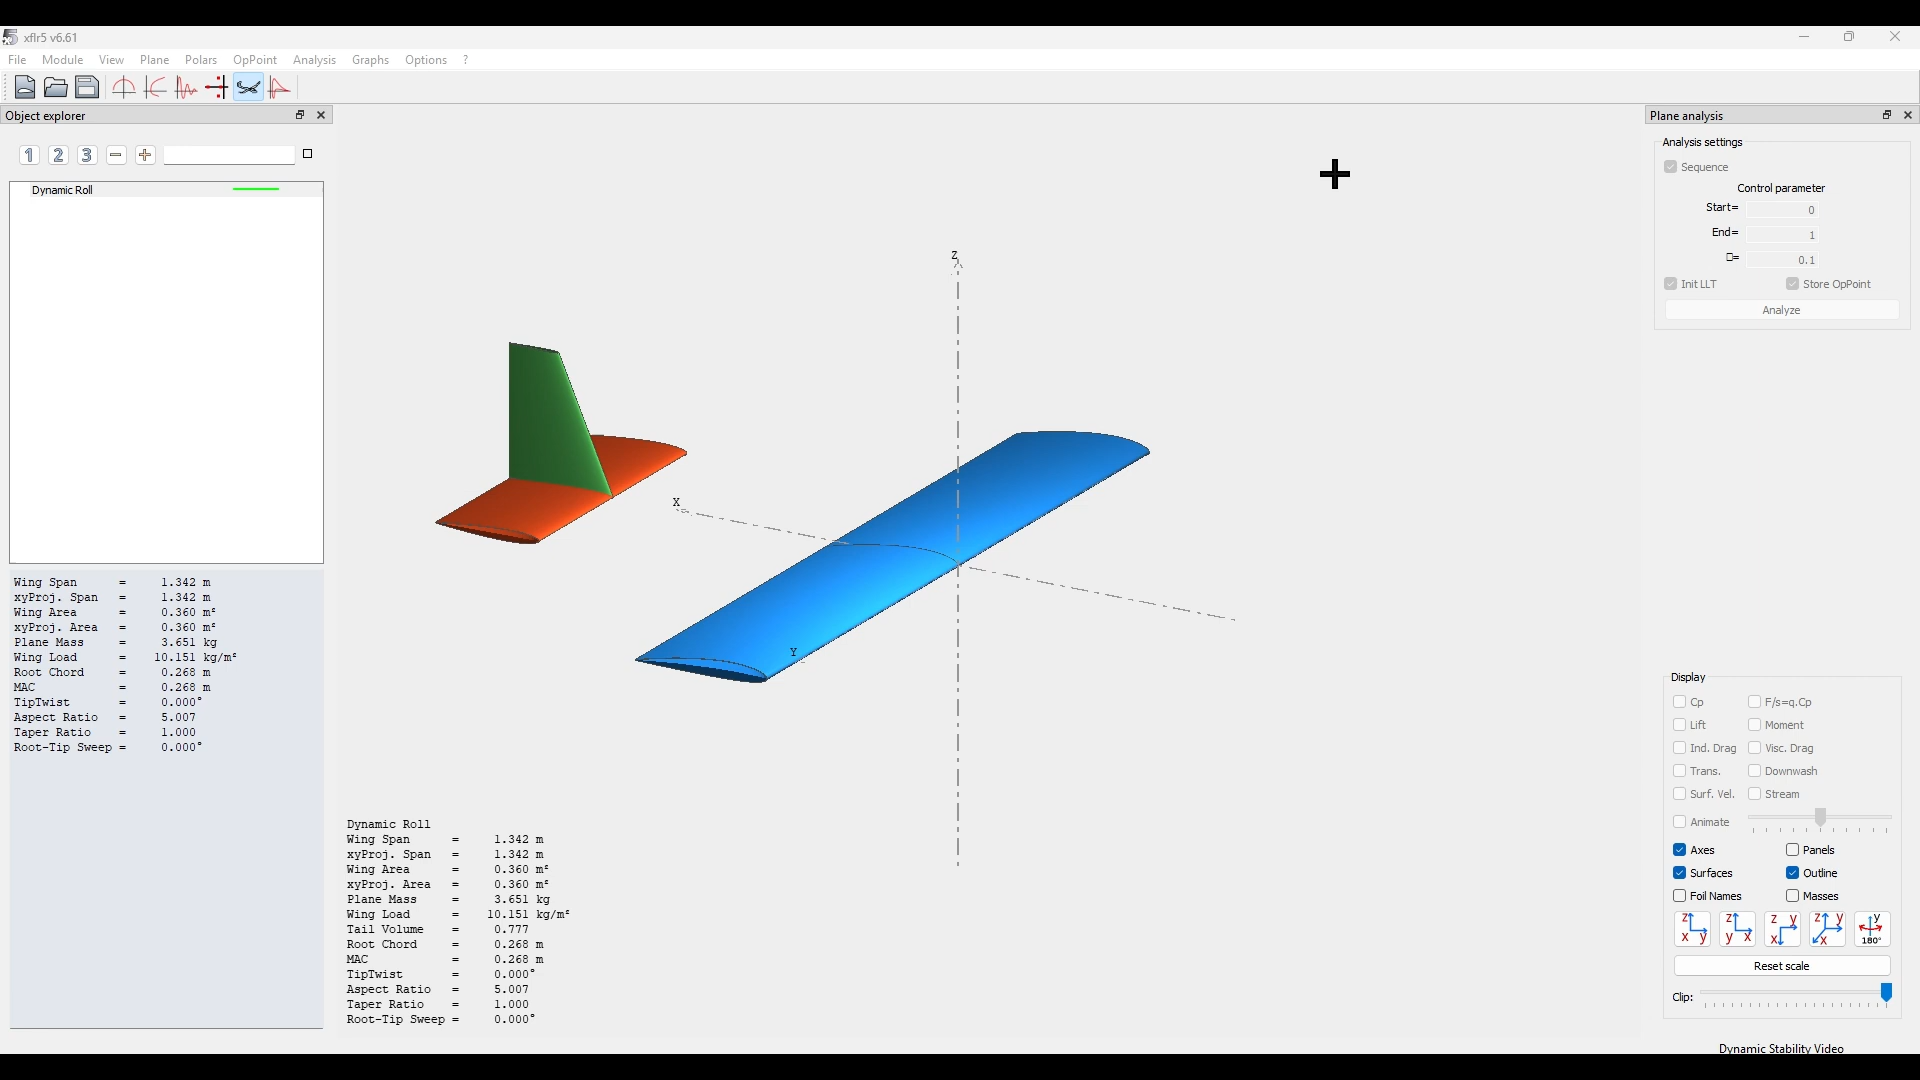 xflr5 v6.61
File Module View Plane Polars OpPoint Analysis Graphs Options ?
Object explorer
1 2 3
Dynamic Roll
Wing Span = 1.342 m
xyProj. Span = 1.342 m
Wing Area = 0.360 m²
xyProj. Area = 0.360 m²
Plane Mass = 3.651 kg
Wing Load = 10.151 kg/m²
Root Chord = 0.268 m
MAC = 0.268 m
TipTwist = 0.000°
Aspect Ratio = 5.007
Taper Ratio = 1.000
Root-Tip Sweep = 0.000°
Z
X
Y
Dynamic Roll
Wing Span = 1.342 m
xyProj. Span = 1.342 m
Wing Area = 0.360 m²
xyProj. Area = 0.360 m²
Plane Mass = 3.651 kg
Wing Load = 10.151 kg/m²
Tail Volume = 0.777
Root Chord = 0.268 m
MAC = 0.268 m
TipTwist = 0.000°
Aspect Ratio = 5.007
Taper Ratio = 1.000
Root-Tip Sweep = 0.000°
Plane analysis
Analysis settings
Sequence
Control parameter
Start= 0
End= 1
□= 0.1
Init LLT Store OpPoint
Analyze
Display
Cp F/s=q.Cp
Lift Moment
Ind. Drag Visc. Drag
Trans. Downwash
Surf. Vel. Stream
Animate
Axes Panels
Surfaces Outline
Foil Names Masses
z x y z y x z y x z y x y 180°
Reset scale
Clip:
Dynamic Stability Video